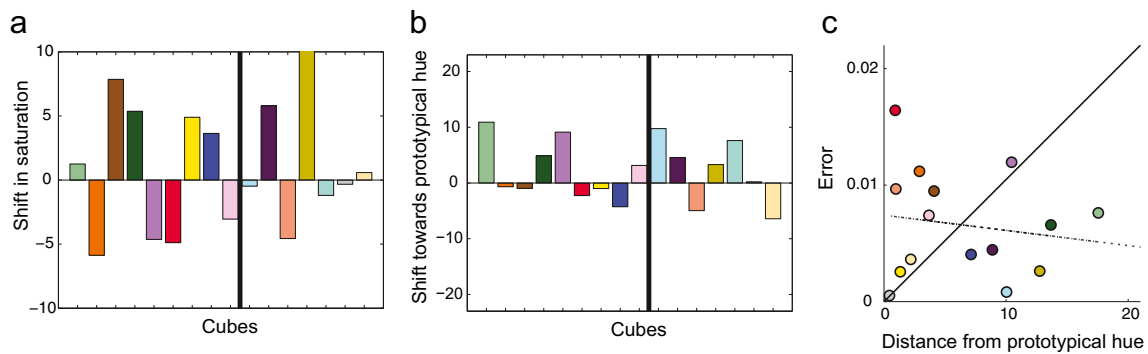 a
Shift in saturation
10
5
0
−5
−10
Cubes
b
Shift towards prototypical hue
20
10
0
−10
−20
Cubes
c
Error
0.02
0.01
0
0
10
20
Distance from prototypical hue